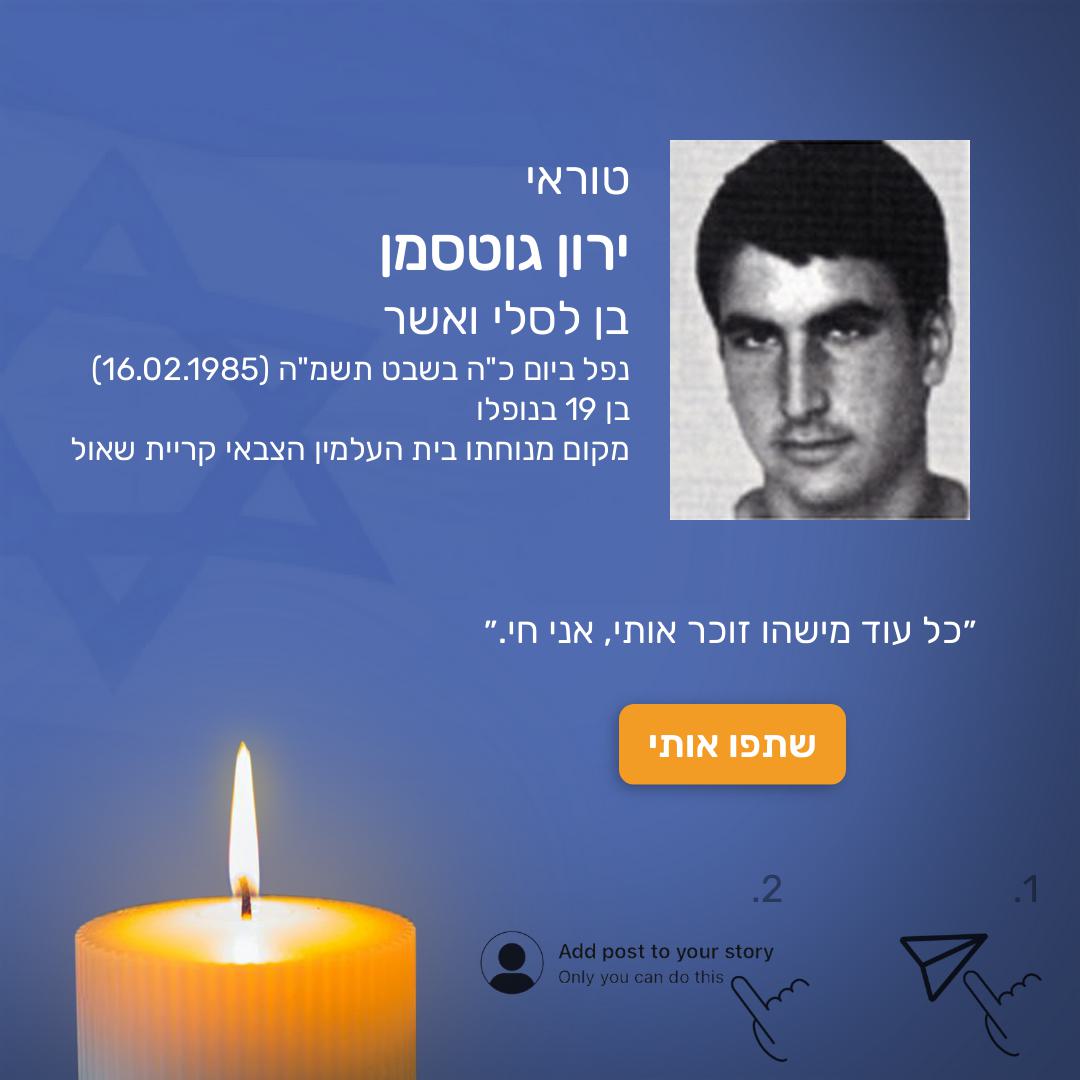 טוראי
ירון גוטסמן
בן לסלי ואשר
נפל ביום כ"ה בשבט תשמ"ה (16.02.1985)
בן 19 בנופלו
מקום מנוחתו בית העלמין הצבאי קריית שאול
״כל עוד מישהו זוכר אותי, אני חי.״
שתפו אותי
.1
.2
Add post to your story
Only you can do this